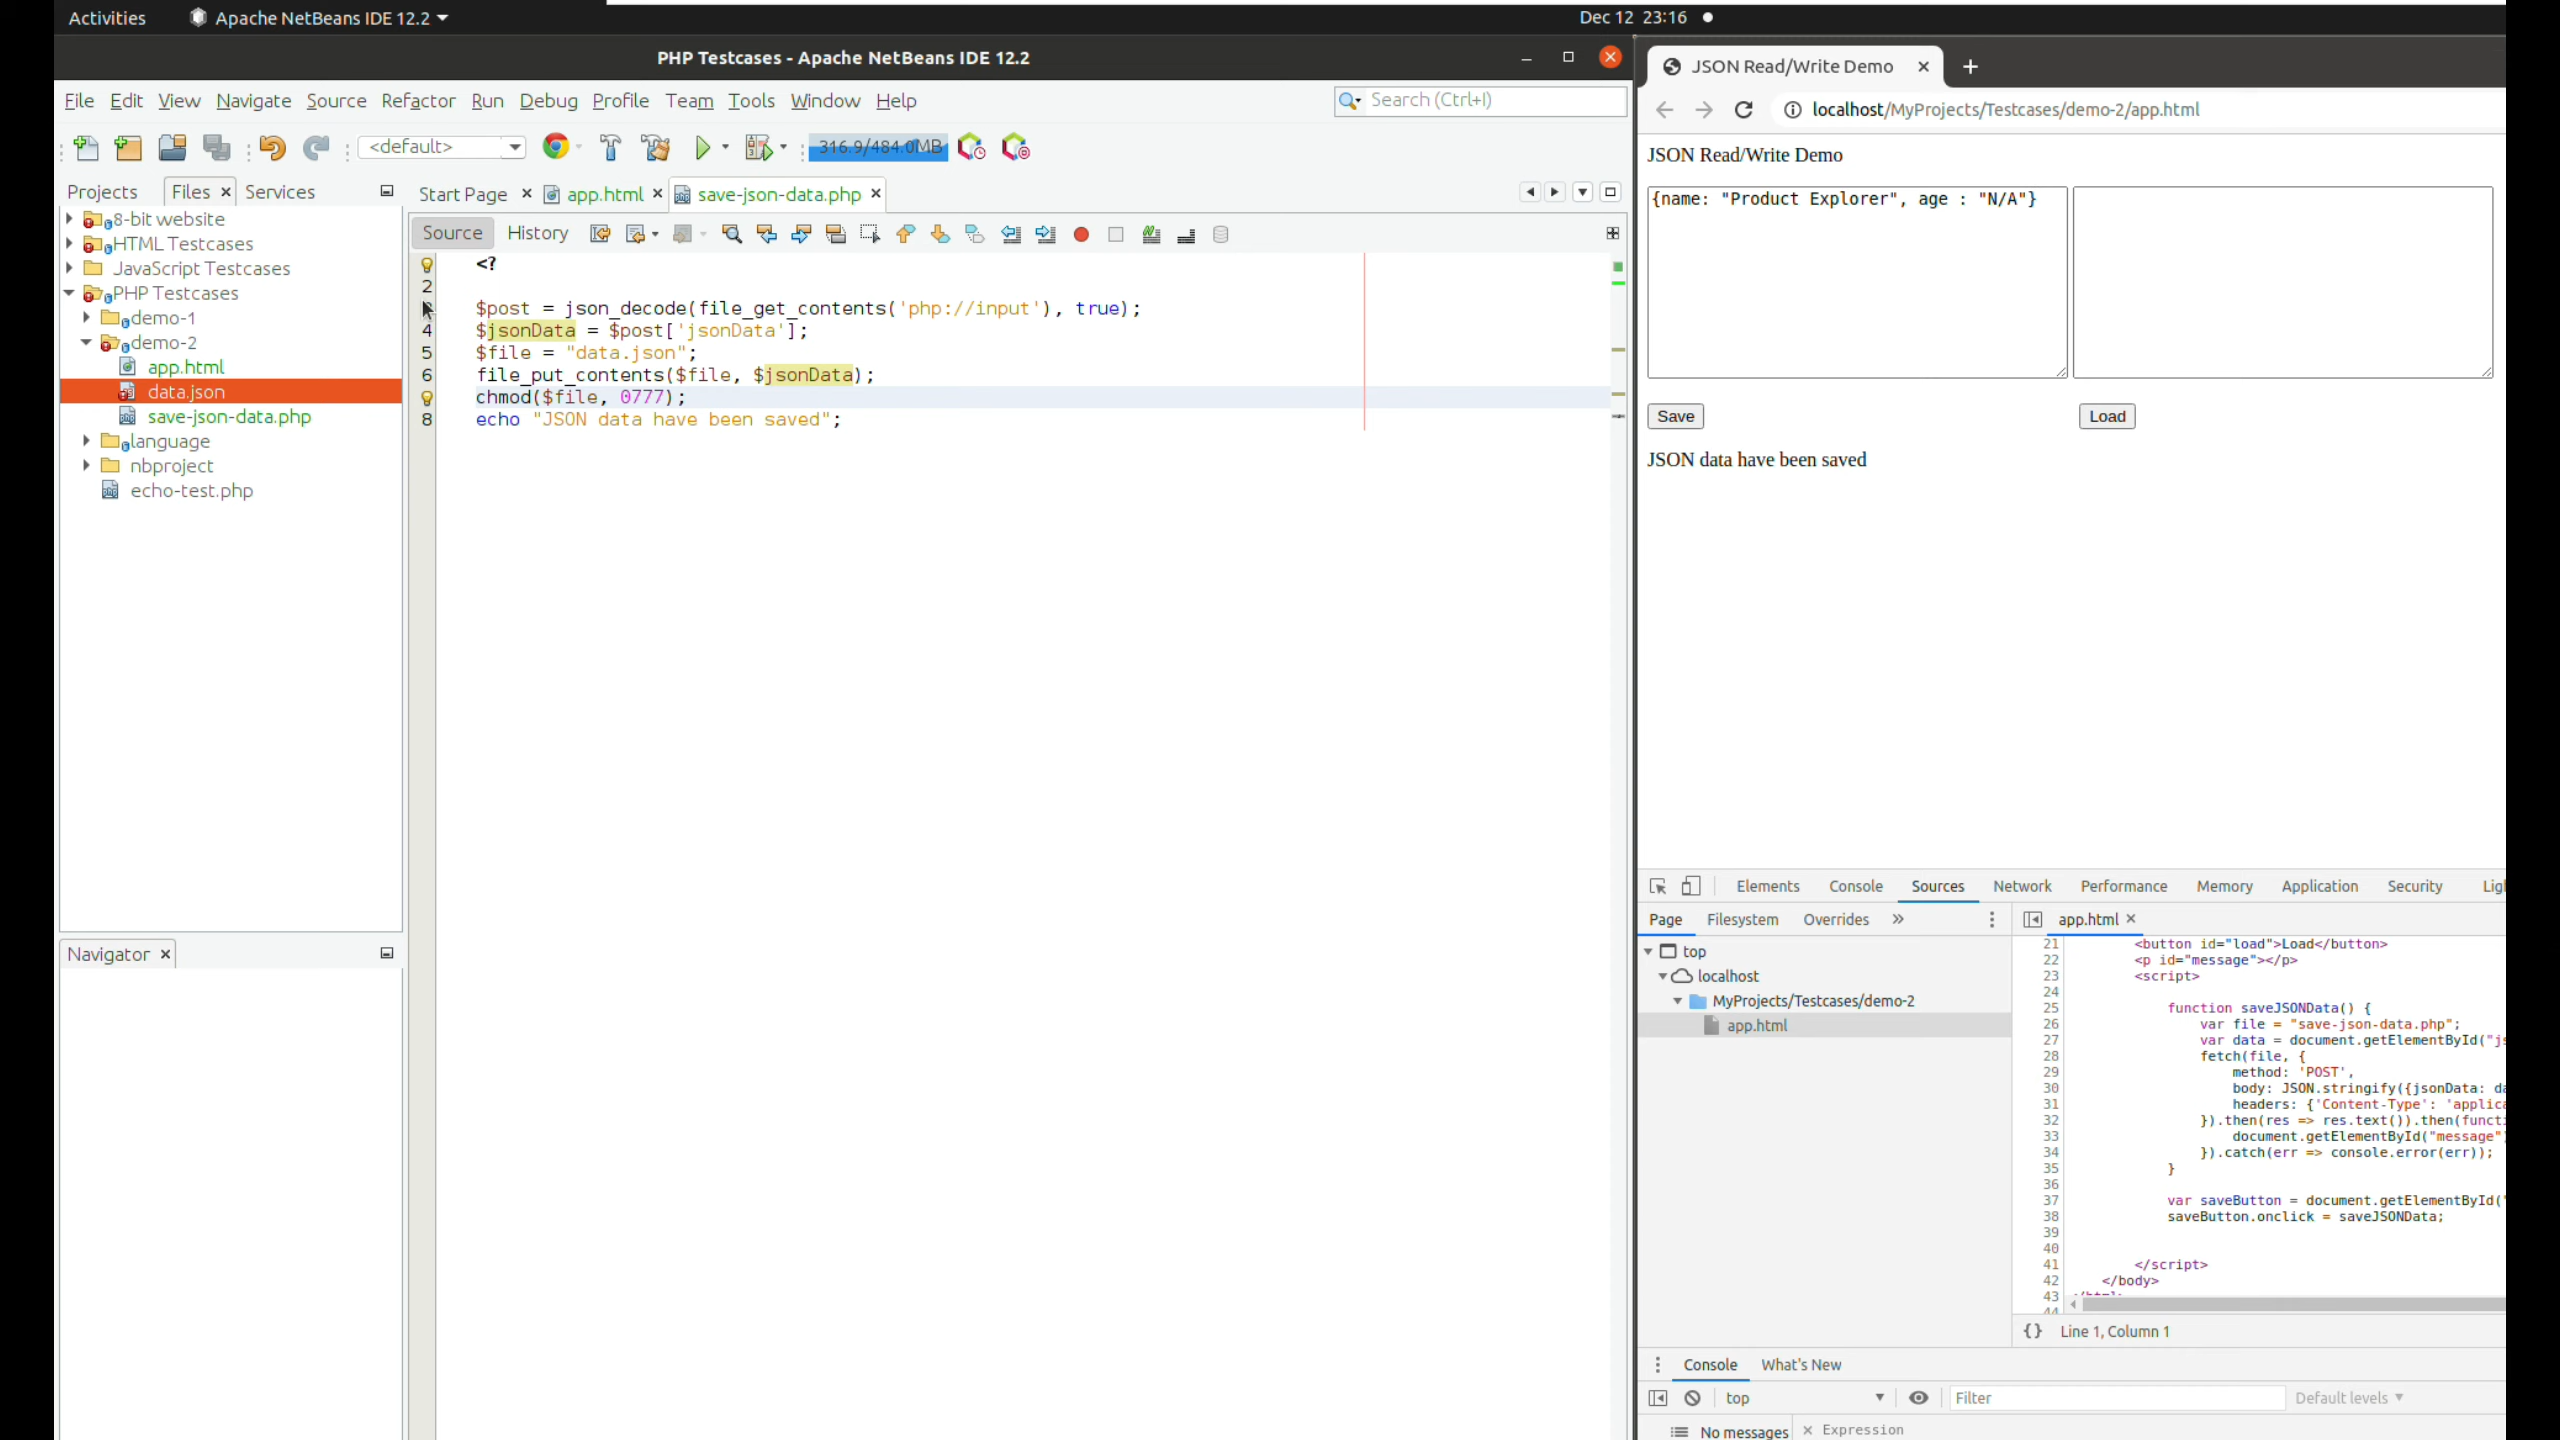 Activities Apache NetBeans IDE 12.2 Dec 12 23:16
PHP Testcases - Apache NetBeans IDE 12.2
File Edit View Navigate Source Refactor Run Debug Profile Team Tools Window Help Search (Ctrl+I)
<default> 316.9/484.0MB
Projects Files Services
8-bit website
HTML Testcases
JavaScript Testcases
PHP Testcases
demo-1
demo-2
app.html
data.json
save-json-data.php
language
nbproject
echo-test.php
Navigator
Start Page app.html save-json-data.php
Source History
<?
2
$post = json_decode(file_get_contents('php://input'), true);
4 $jsonData = $post['jsonData'];
5 $file = "data.json";
6 file_put_contents($file, $jsonData);
chmod($file, 0777);
8 echo "JSON data have been saved";
JSON Read/Write Demo
localhost/MyProjects/Testcases/demo-2/app.html
JSON Read/Write Demo
{name: "Product Explorer", age : "N/A"}
Save Load
JSON data have been saved
Elements Console Sources Network Performance Memory Application Security
Page Filesystem Overrides »
top
localhost
MyProjects/Testcases/demo-2
app.html
app.html
21 <button id="load">Load</button>
22 <p id="message"></p>
23 <script>
24
25 function saveJSONData() {
26 var file = "save-json-data.php";
27 var data = document.getElementById("js
28 fetch(file, {
29 method: 'POST',
30 body: JSON.stringify({jsonData: da
31 headers: {'Content-Type': 'applica
32 }).then(res => res.text()).then(functi
33 document.getElementById("message"
34 }).catch(err => console.error(err));
35 }
36
37 var saveButton = document.getElementById(
38 saveButton.onclick = saveJSONData;
39
40
41 </script>
42 </body>
43
44
{} Line 1, Column 1
Console What's New
top Filter Default levels
No messages Expression